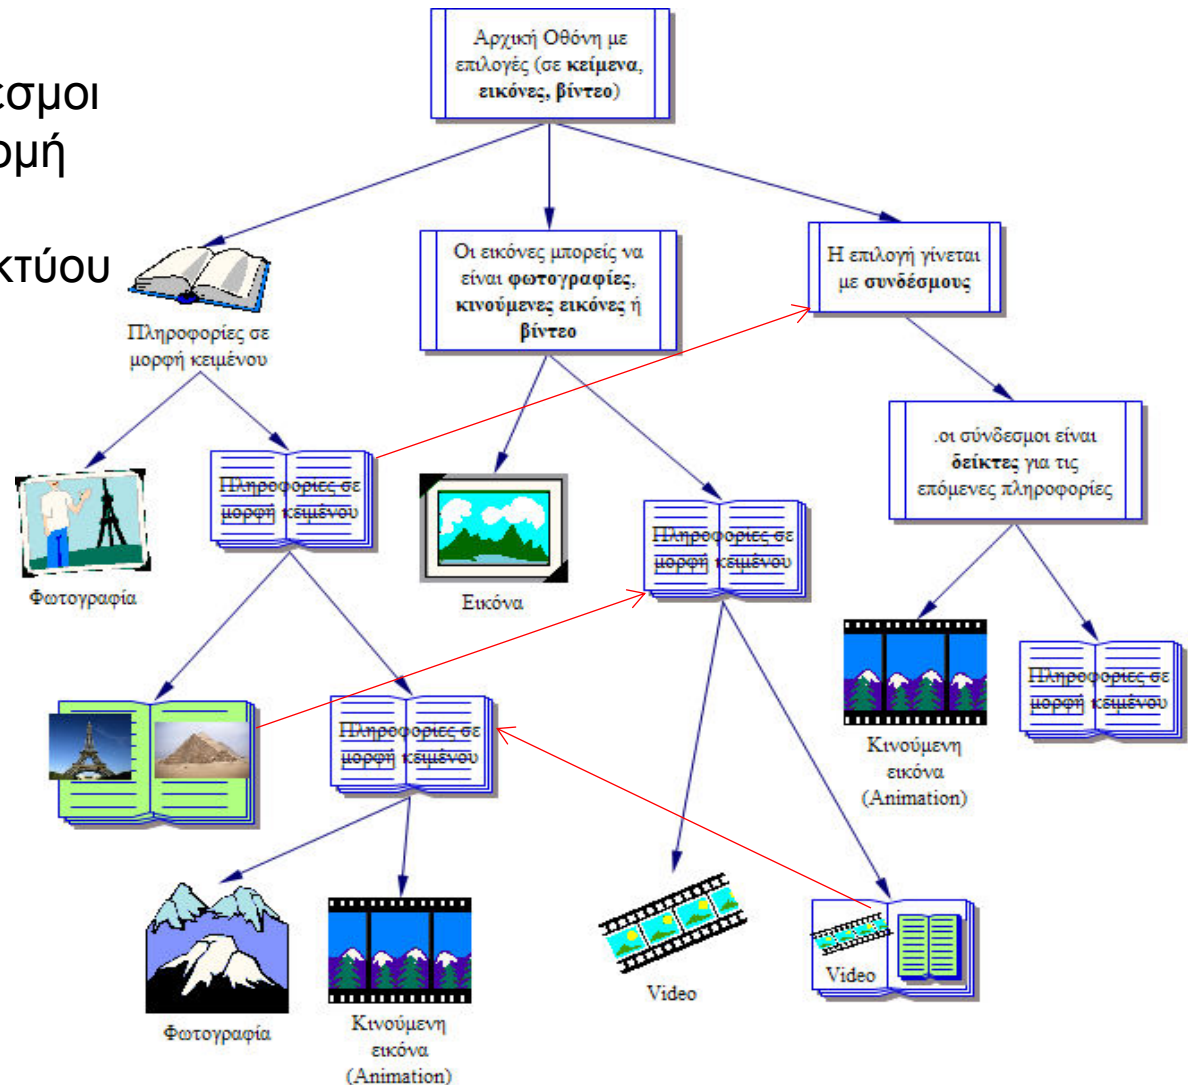 Αρχική Οθόνη με
επιλογές (σε κείμενα,
εικόνες, βίντεο)
εσμοι
ομή
κτύου
Πληροφορίες σε
μορφή κειμένου
Οι εικόνες μπορείς να
είναι φωτογραφίες,
κινούμενες εικόνες ή
βίντεο
Η επιλογή γίνεται
με συνδέσμους
.οι σύνδεσμοι είναι
δείκτες για τις
επόμενες πληροφορίες
Φωτογραφία
Πληροφορίες σε
μορφή κειμένου
Εικόνα
Πληροφορίες σε
μορφή κειμένου
Κινούμενη
εικόνα
(Animation)
Πληροφορίες σε
μορφή κειμένου
Πληροφορίες σε
μορφή κειμένου
Φωτογραφία
Κινούμενη
εικόνα
(Animation)
Video
Video